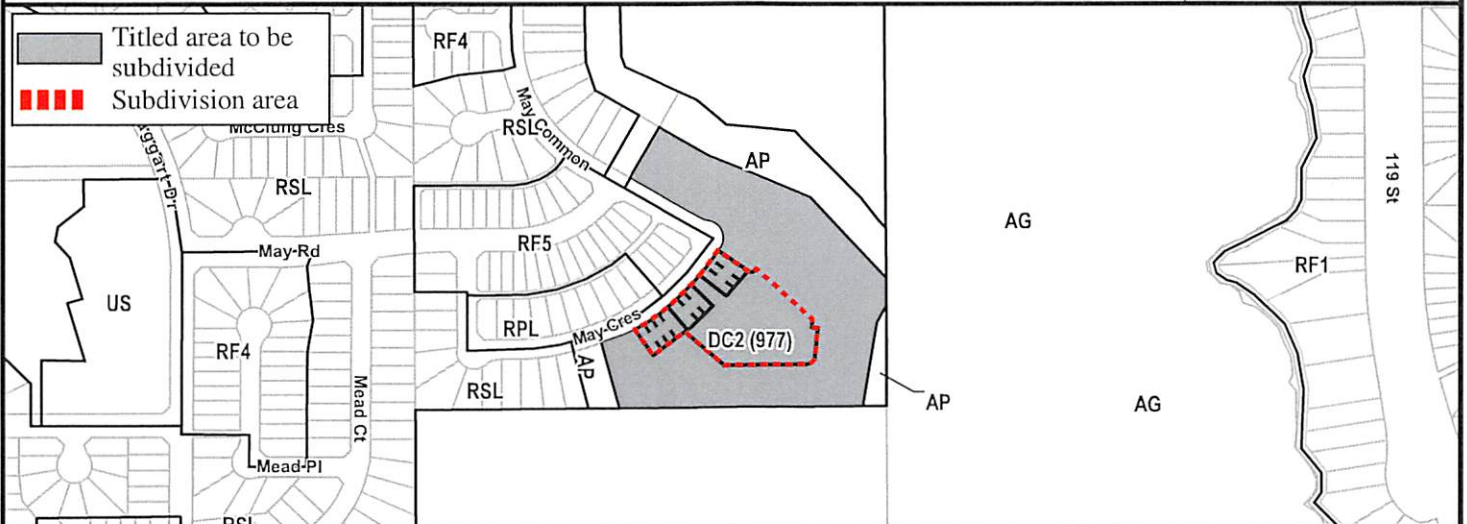 Titled area to be
subdivided
Subdivision area
RF4
May Common
RSL
McClung Cres
AP
RSL
119 St
AG
RF5
May Rd
RF1
US
RPL
May Cres
DC2 (977)
RF4
AP
RSL
Mead Ct
AP
AG
Mead Pl
RSL